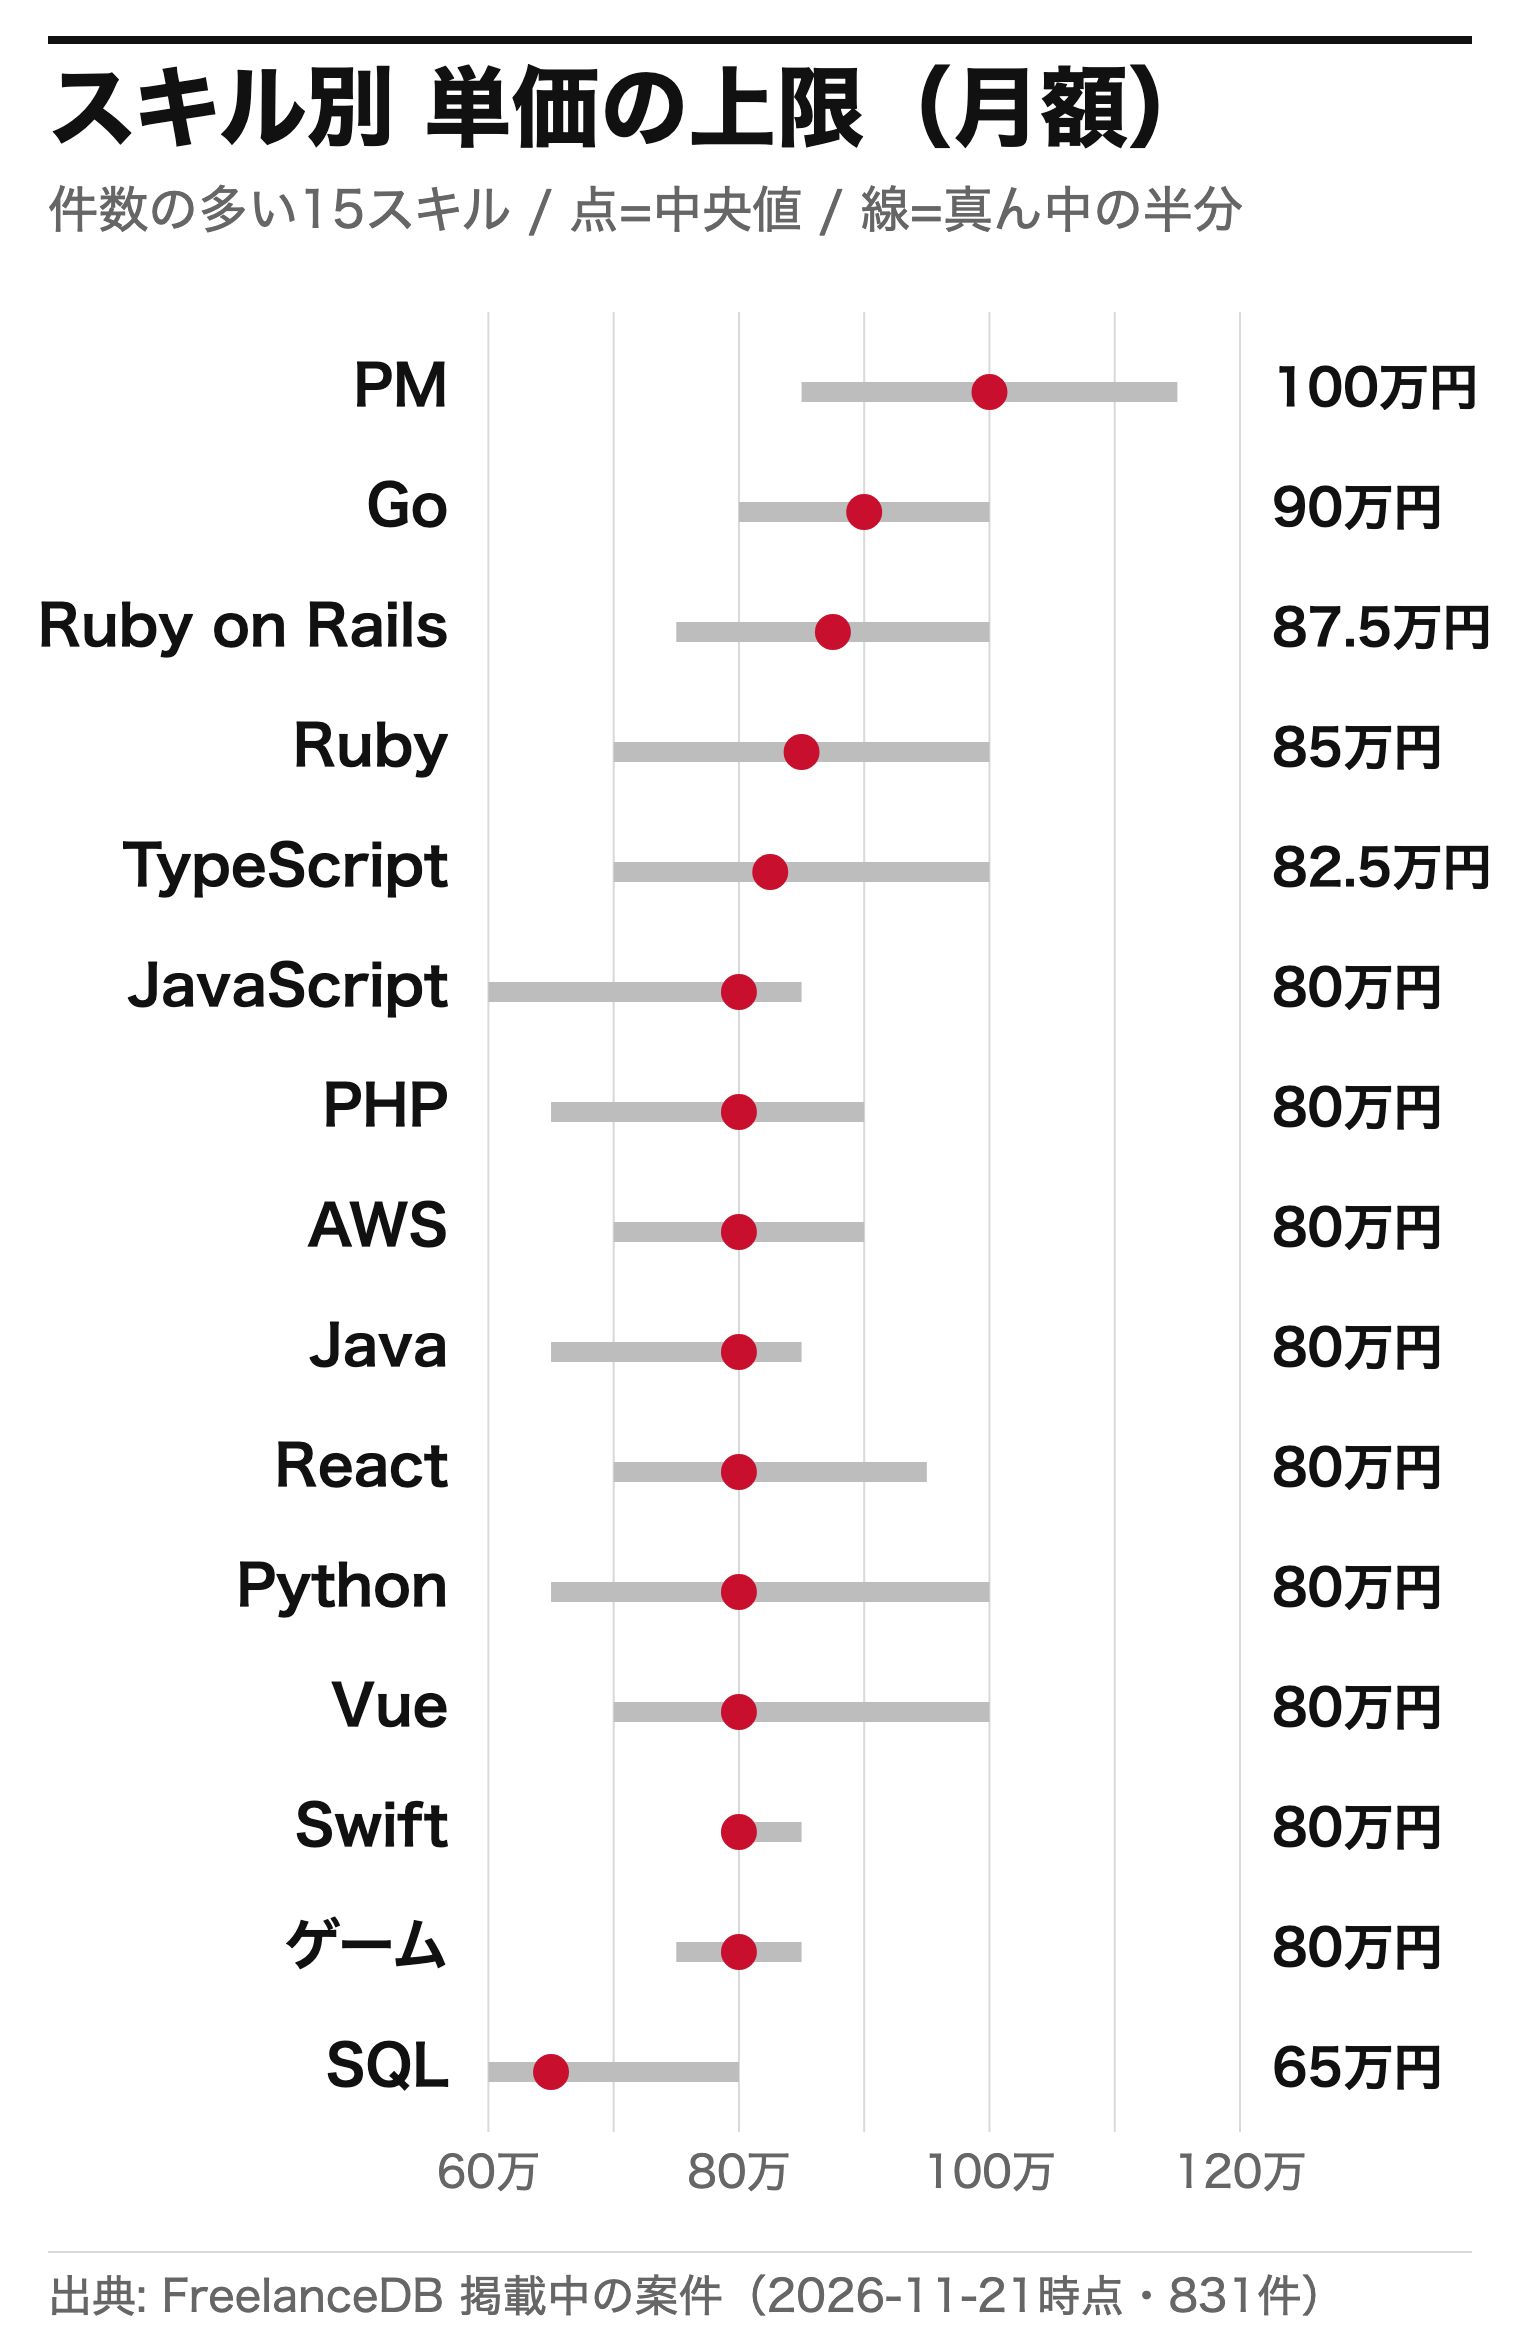 スキル別 単価の上限（月額）
件数の多い15スキル / 点=中央値 / 線=真ん中の半分
PM 100万円
Go 90万円
Ruby on Rails 87.5万円
Ruby 85万円
TypeScript 82.5万円
JavaScript 80万円
PHP 80万円
AWS 80万円
Java 80万円
React 80万円
Python 80万円
Vue 80万円
Swift 80万円
ゲーム 80万円
SQL 65万円
60万 80万 100万 120万
出典: FreelanceDB 掲載中の案件（2026-11-21時点・831件）